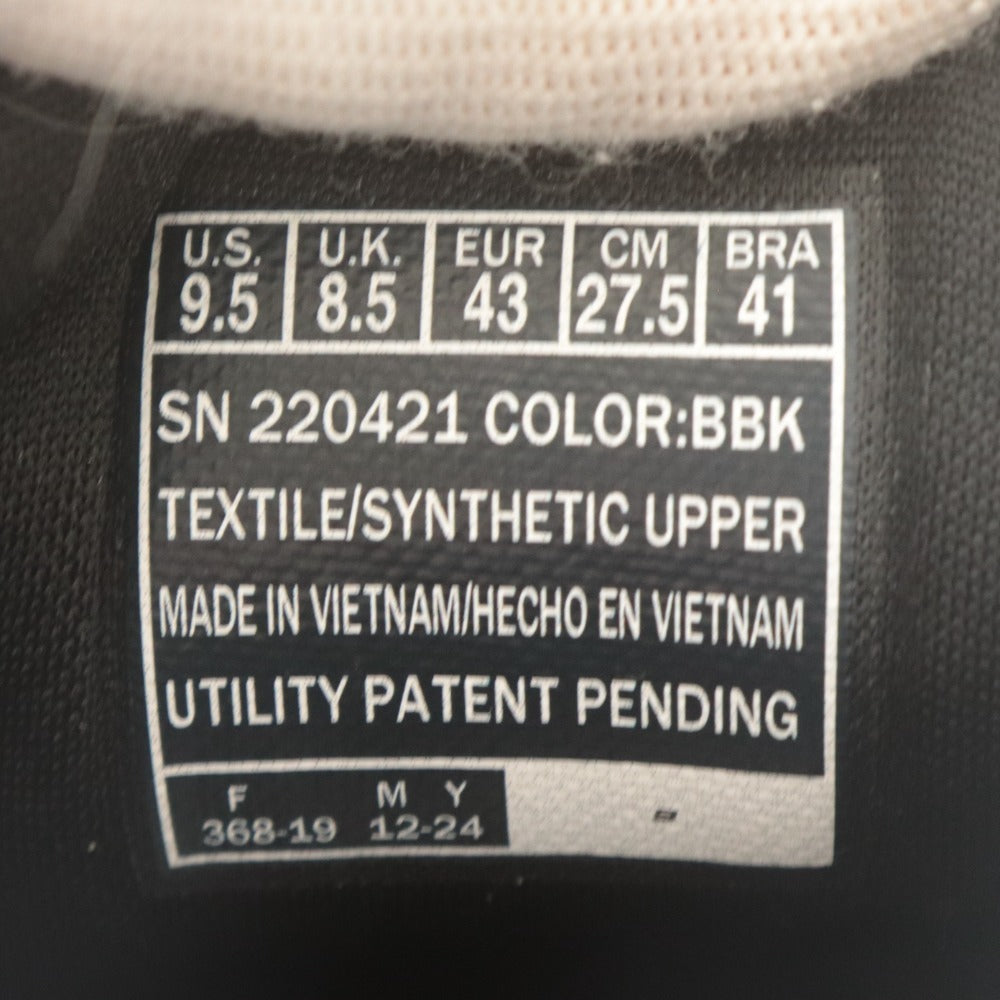 U.S. U.K. EUR CM BRA
9.5 8.5 43 27.5 41
SN 220421 COLOR:BBK
TEXTILE/SYNTHETIC UPPER
MADE IN VIETNAM/HECHO EN VIETNAM
UTILITY PATENT PENDING
F M Y
368-19 12-24